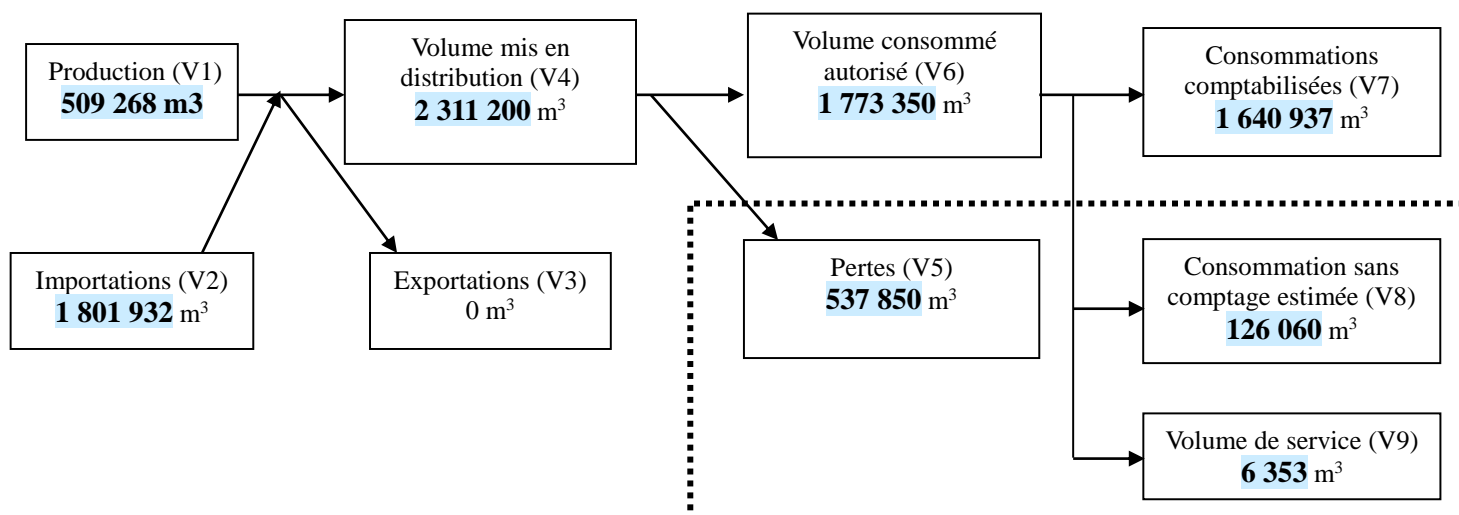 Production (V1)
509 268 m3
Volume mis en
distribution (V4)
2 311 200 m³
Volume consommé
autorisé (V6)
1 773 350 m³
Consommations
comptabilisées (V7)
1 640 937 m³
Importations (V2)
1 801 932 m³
Exportations (V3)
0 m³
Pertes (V5)
537 850 m³
Consommation sans
comptage estimée (V8)
126 060 m³
Volume de service (V9)
6 353 m³